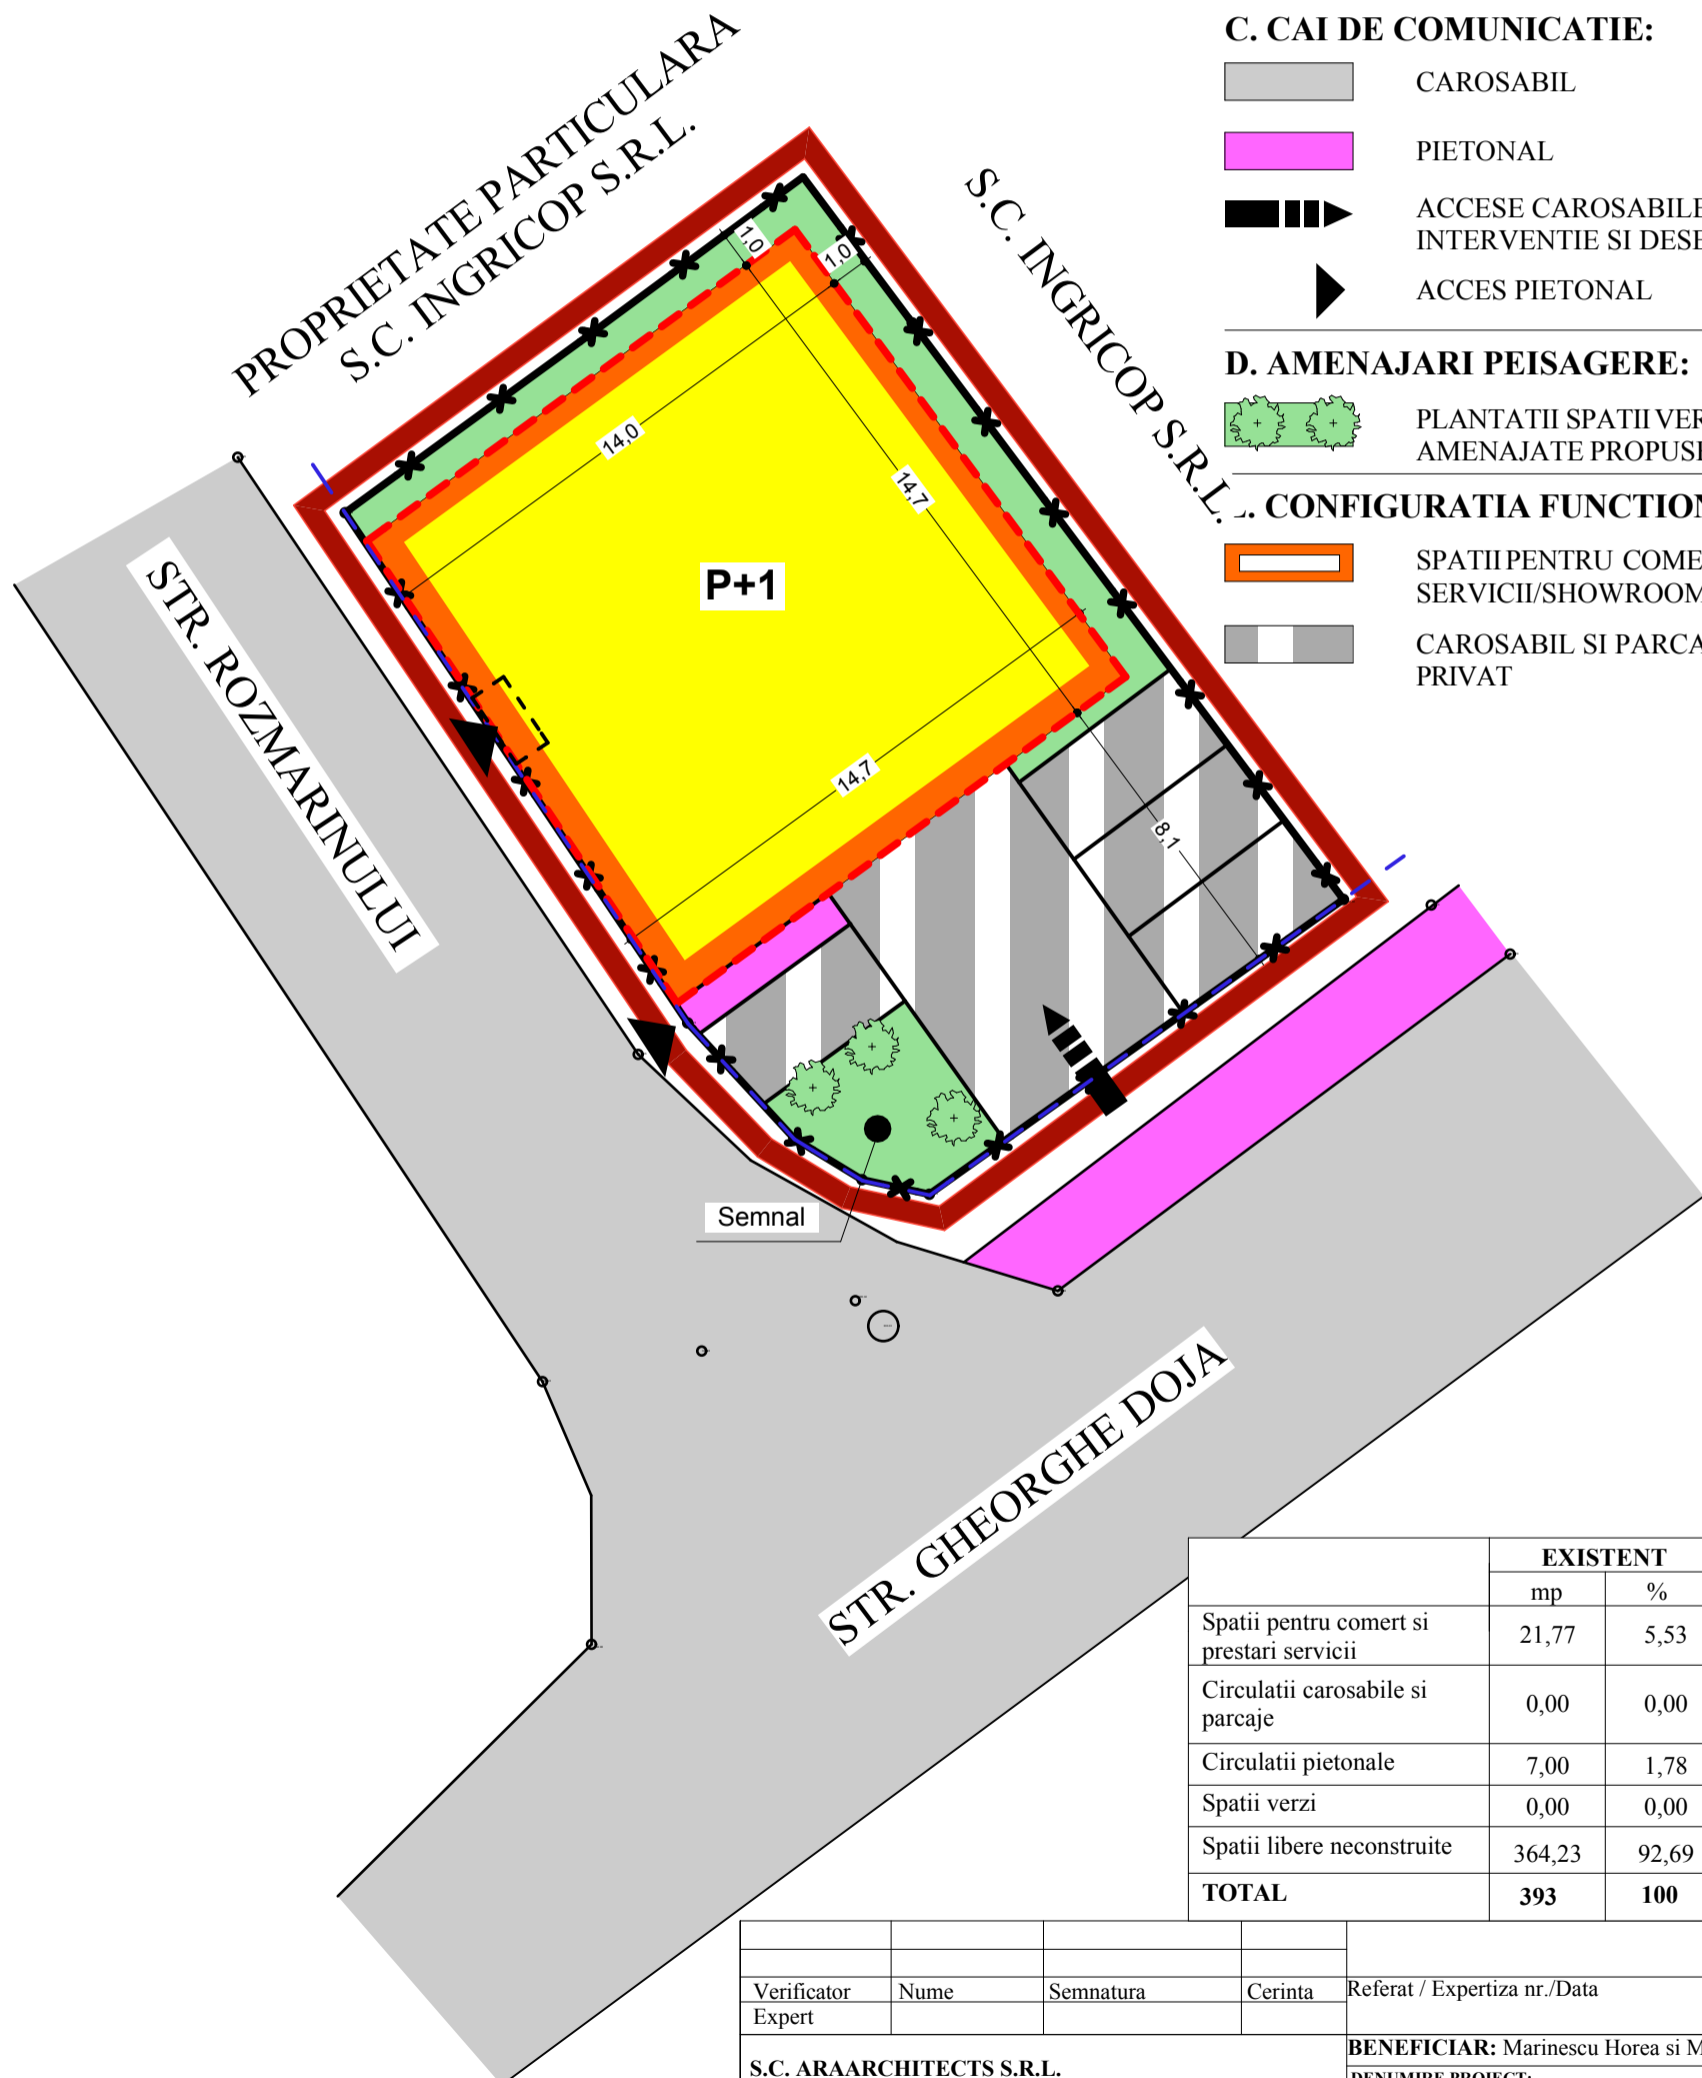 PROPRIETATE PARTICULARA
S.C. INGRICOP S.R.L.
S.C. INGRICOP S.R.L.
C. CAI DE COMUNICATIE:
CAROSABIL
PIETONAL
ACCESE CAROSABILE
INTERVENTIE SI DESE
ACCES PIETONAL
D. AMENAJARI PEISAGERE:
PLANTATII SPATII VER
AMENAJATE PROPUSE
. CONFIGURATIA FUNCTION
SPATII PENTRU COME
SERVICII/SHOWROOM
CAROSABIL SI PARCA
PRIVAT
1,0
1,0
14,0
14,7
P+1
14,7
8,1
STR. ROZMARINULUI
Semnal
STR. GHEORGHE DOJA
EXISTENT
mp %
Spatii pentru comert si
prestari servicii 21,77 5,53
Circulatii carosabile si
parcaje 0,00 0,00
Circulatii pietonale 7,00 1,78
Spatii verzi 0,00 0,00
Spatii libere neconstruite 364,23 92,69
TOTAL 393 100
Verificator Nume Semnatura Cerinta Referat / Expertiza nr./Data
Expert
BENEFICIAR: Marinescu Horea si M
S.C. ARAARCHITECTS S.R.L.
DENUMIRE PROIECT: